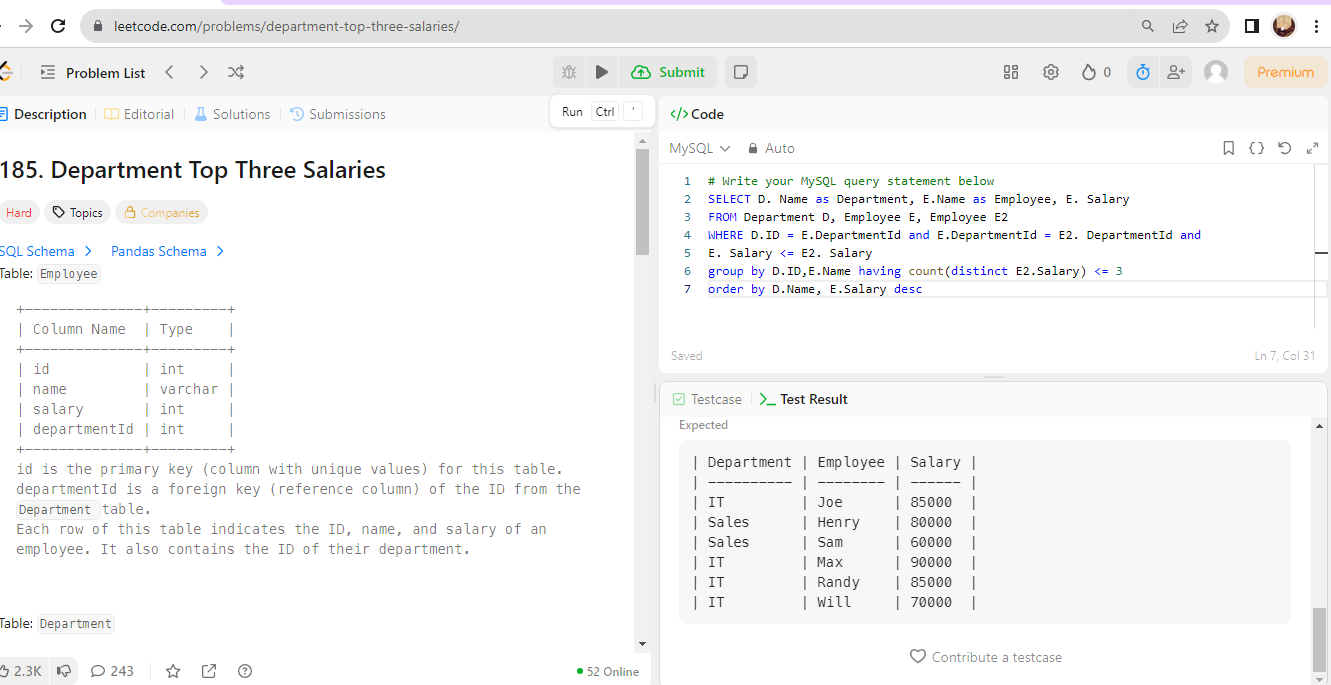 leetcode.com/problems/department-top-three-salaries/
Problem List
Submit
0
Premium
Description
Editorial
Solutions
Submissions
Run Ctrl '
185. Department Top Three Salaries
Hard Topics Companies
SQL Schema > Pandas Schema >
Table: Employee
+--------------+---------+
| Column Name | Type |
+--------------+---------+
| id | int |
| name | varchar |
| salary | int |
| departmentId | int |
+--------------+---------+
id is the primary key (column with unique values) for this table.
departmentId is a foreign key (reference column) of the ID from the
Department table.
Each row of this table indicates the ID, name, and salary of an
employee. It also contains the ID of their department.
Table: Department
2.3K 243 52 Online
</> Code
MySQL Auto
1 # Write your MySQL query statement below
2 SELECT D. Name as Department, E.Name as Employee, E. Salary
3 FROM Department D, Employee E, Employee E2
4 WHERE D.ID = E.DepartmentId and E.DepartmentId = E2. DepartmentId and
5 E. Salary <= E2. Salary
6 group by D.ID,E.Name having count(distinct E2.Salary) <= 3
7 order by D.Name, E.Salary desc
Saved Ln 7, Col 31
Testcase >_ Test Result
Expected
| Department | Employee | Salary |
| ---------- | -------- | ------ |
| IT | Joe | 85000 |
| Sales | Henry | 80000 |
| Sales | Sam | 60000 |
| IT | Max | 90000 |
| IT | Randy | 85000 |
| IT | Will | 70000 |
Contribute a testcase